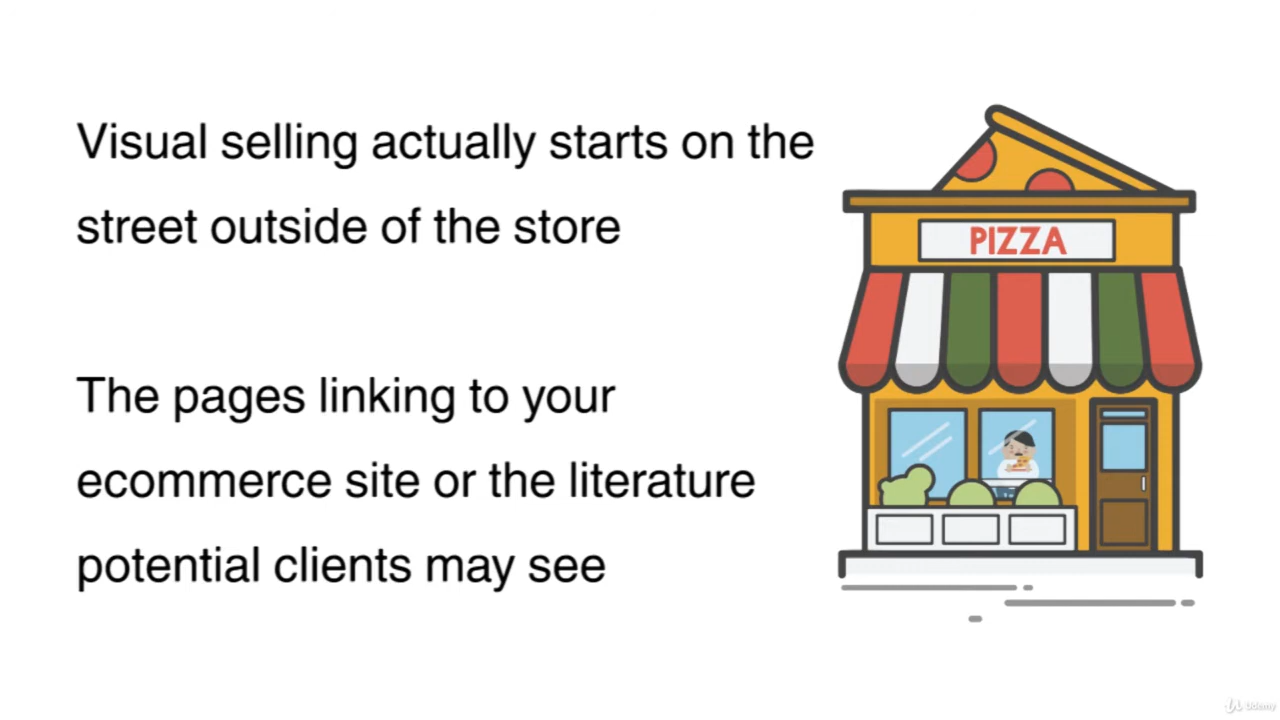 Visual selling actually starts on the
street outside of the store
The pages linking to your
ecommerce site or the literature
potential clients may see
PIZZA
Udemy